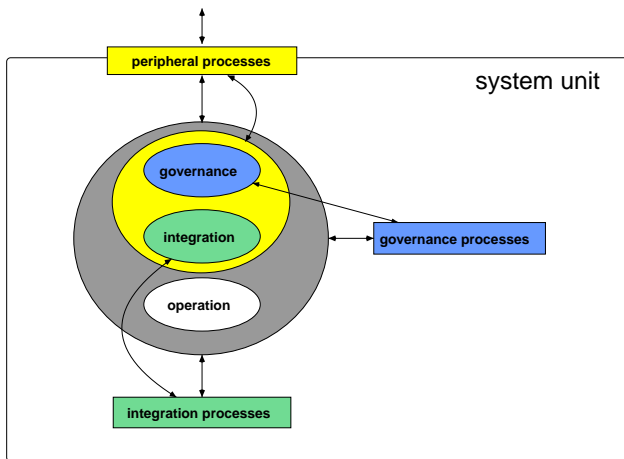 peripheral processes
system unit
governance
integration
governance processes
operation
integration processes